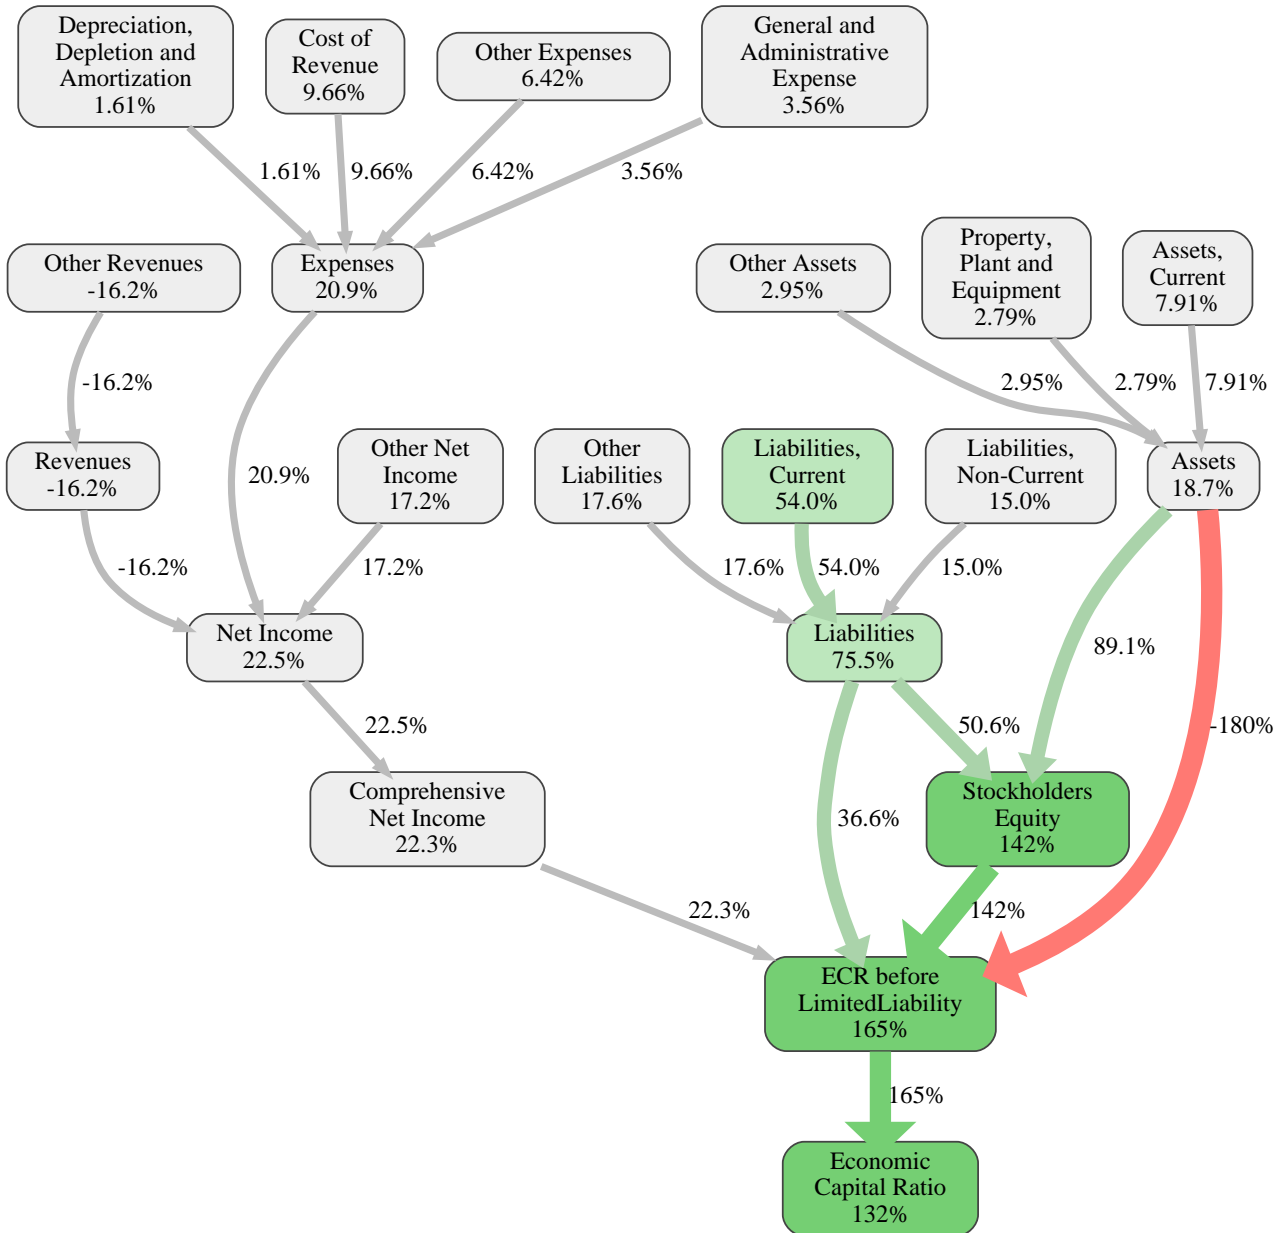 Depreciation,
Depletion and
Amortization
1.61%
Cost of
Revenue
9.66%
Other Expenses
6.42%
General and
Administrative
Expense
3.56%
1.61%
9.66%
6.42%
3.56%
Other Revenues
-16.2%
Expenses
20.9%
Other Assets
2.95%
Property,
Plant and
Equipment
2.79%
Assets,
Current
7.91%
-16.2%
2.95%
2.79%
7.91%
Revenues
-16.2%
20.9%
Other Net
Income
17.2%
Other
Liabilities
17.6%
Liabilities,
Current
54.0%
Liabilities,
Non-Current
15.0%
Assets
18.7%
-16.2%
17.2%
17.6%
54.0%
15.0%
Net Income
22.5%
Liabilities
75.5%
89.1%
22.5%
50.6%
-180%
Comprehensive
Net Income
22.3%
36.6%
Stockholders
Equity
142%
22.3%
142%
ECR before
LimitedLiability
165%
165%
Economic
Capital Ratio
132%